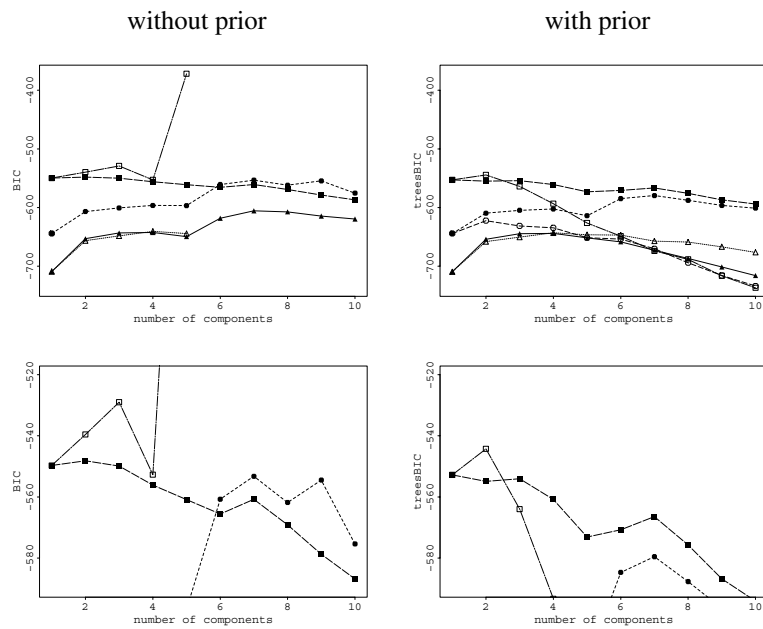 without prior
with prior
-400
-500
-600
-700
BIC
2 4 6 8 10
number of components
-400
-500
-600
-700
treesBIC
2 4 6 8 10
number of components
-520
-540
-560
-580
BIC
2 4 6 8 10
number of components
-520
-540
-560
-580
treesBIC
2 4 6 8 10
number of components